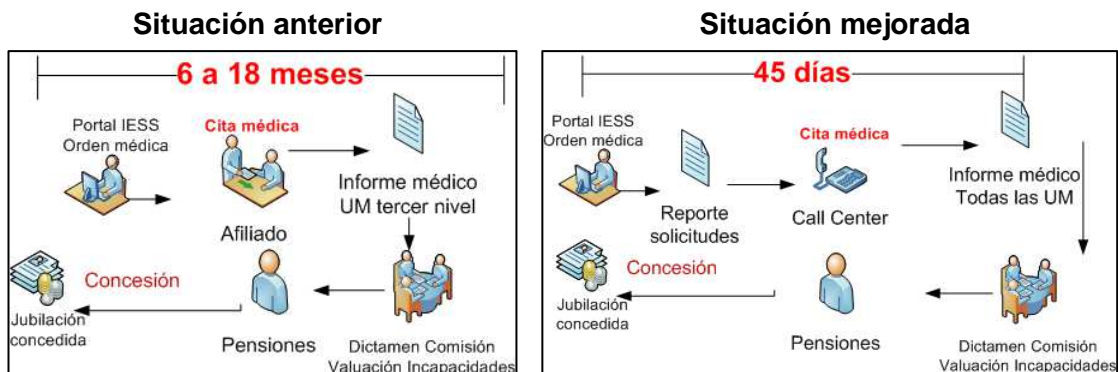 Situación anterior
6 a 18 meses
Portal IESS
Orden médica
Cita médica
Informe médico
UM tercer nivel
Afiliado
Concesión
Jubilación
concedida
Pensiones
Dictamen Comisión
Valuación Incapacidades
Situación mejorada
45 días
Portal IESS
Orden médica
Cita médica
Reporte
solicitudes
Call Center
Informe médico
Todas las UM
Concesión
Jubilación
concedida
Pensiones
Dictamen Comisión
Valuación Incapacidades